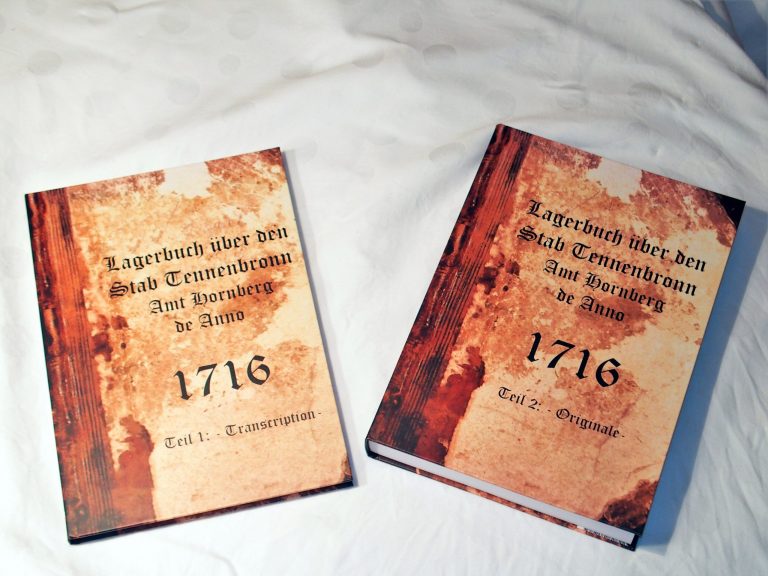 Lagerbuch über den
Stab Tennenbronn
Amt Hornberg
de Anno
1716
Teil 1: - Transcription -
Lagerbuch über den
Stab Tennenbronn
Amt Hornberg
de Anno
1716
Teil 2: - Originale -